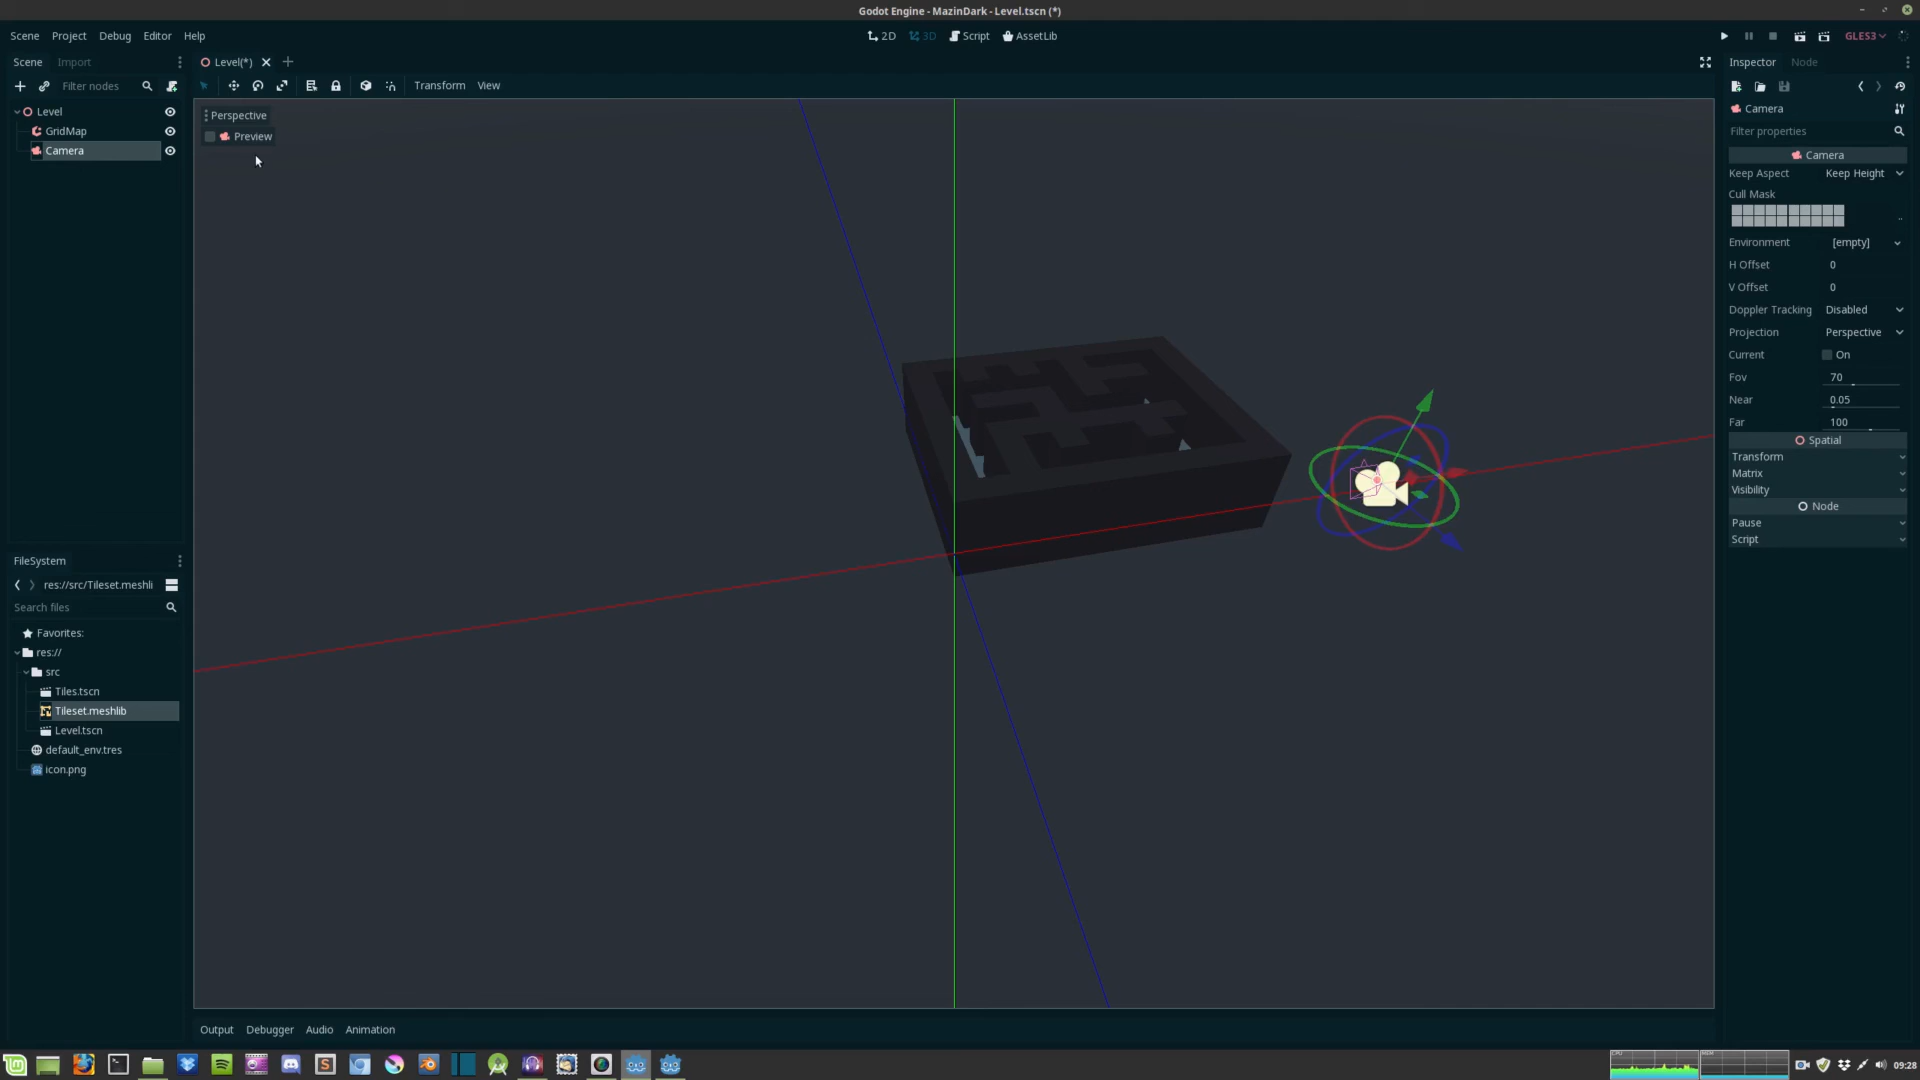 Godot Engine - MazinDark - Level.tscn (*)
Scene Project Debug Editor Help
2D 3D Script AssetLib
GLES3
Scene Import
Level(*)
Inspector Node
Filter nodes
Transform View
Level
GridMap
Camera
Perspective
Preview
Camera
Filter properties
Camera
Keep Aspect Keep Height
Cull Mask
..
Environment [empty]
H Offset 0
V Offset 0
Doppler Tracking Disabled
Projection Perspective
Current On
Fov 70
Near 0.05
Far 100
Spatial
Transform
Matrix
Visibility
Node
Pause
Script
FileSystem
res://src/Tileset.meshli
Search files
Favorites:
res://
src
Tiles.tscn
Tileset.meshlib
Level.tscn
default_env.tres
icon.png
Output Debugger Audio Animation
CPU MEM
09:28